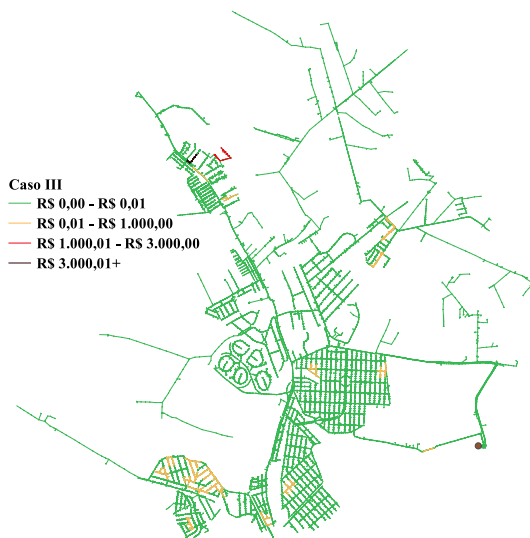 Caso III
R$ 0,00 - R$ 0,01
R$ 0,01 - R$ 1.000,00
R$ 1.000,01 - R$ 3.000,00
R$ 3.000,01+